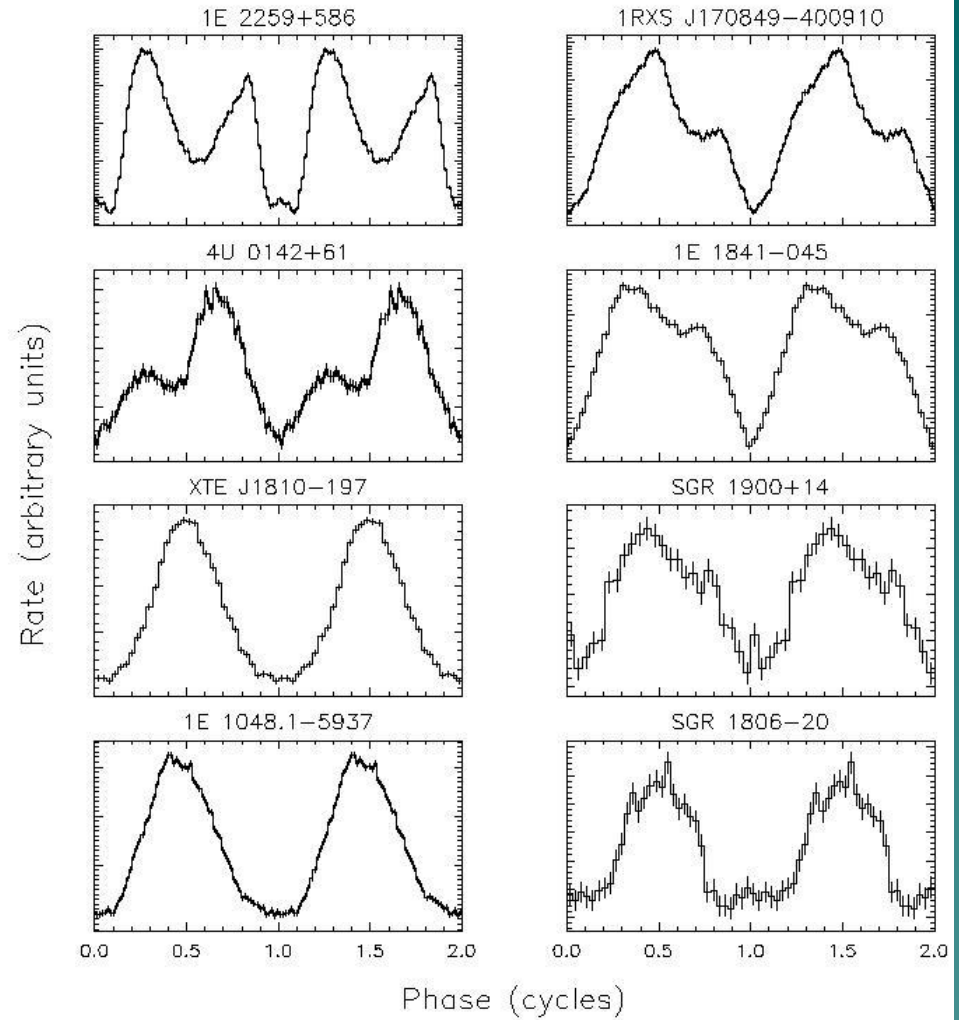 1E 2259+586
1RXS J170849-400910
4U 0142+61
1E 1841-045
XTE J1810-197
SGR 1900+14
1E 1048.1-5937
SGR 1806-20
Rate (arbitrary units)
0.0 0.5 1.0 1.5 2.0
0.0 0.5 1.0 1.5 2.0
Phase (cycles)